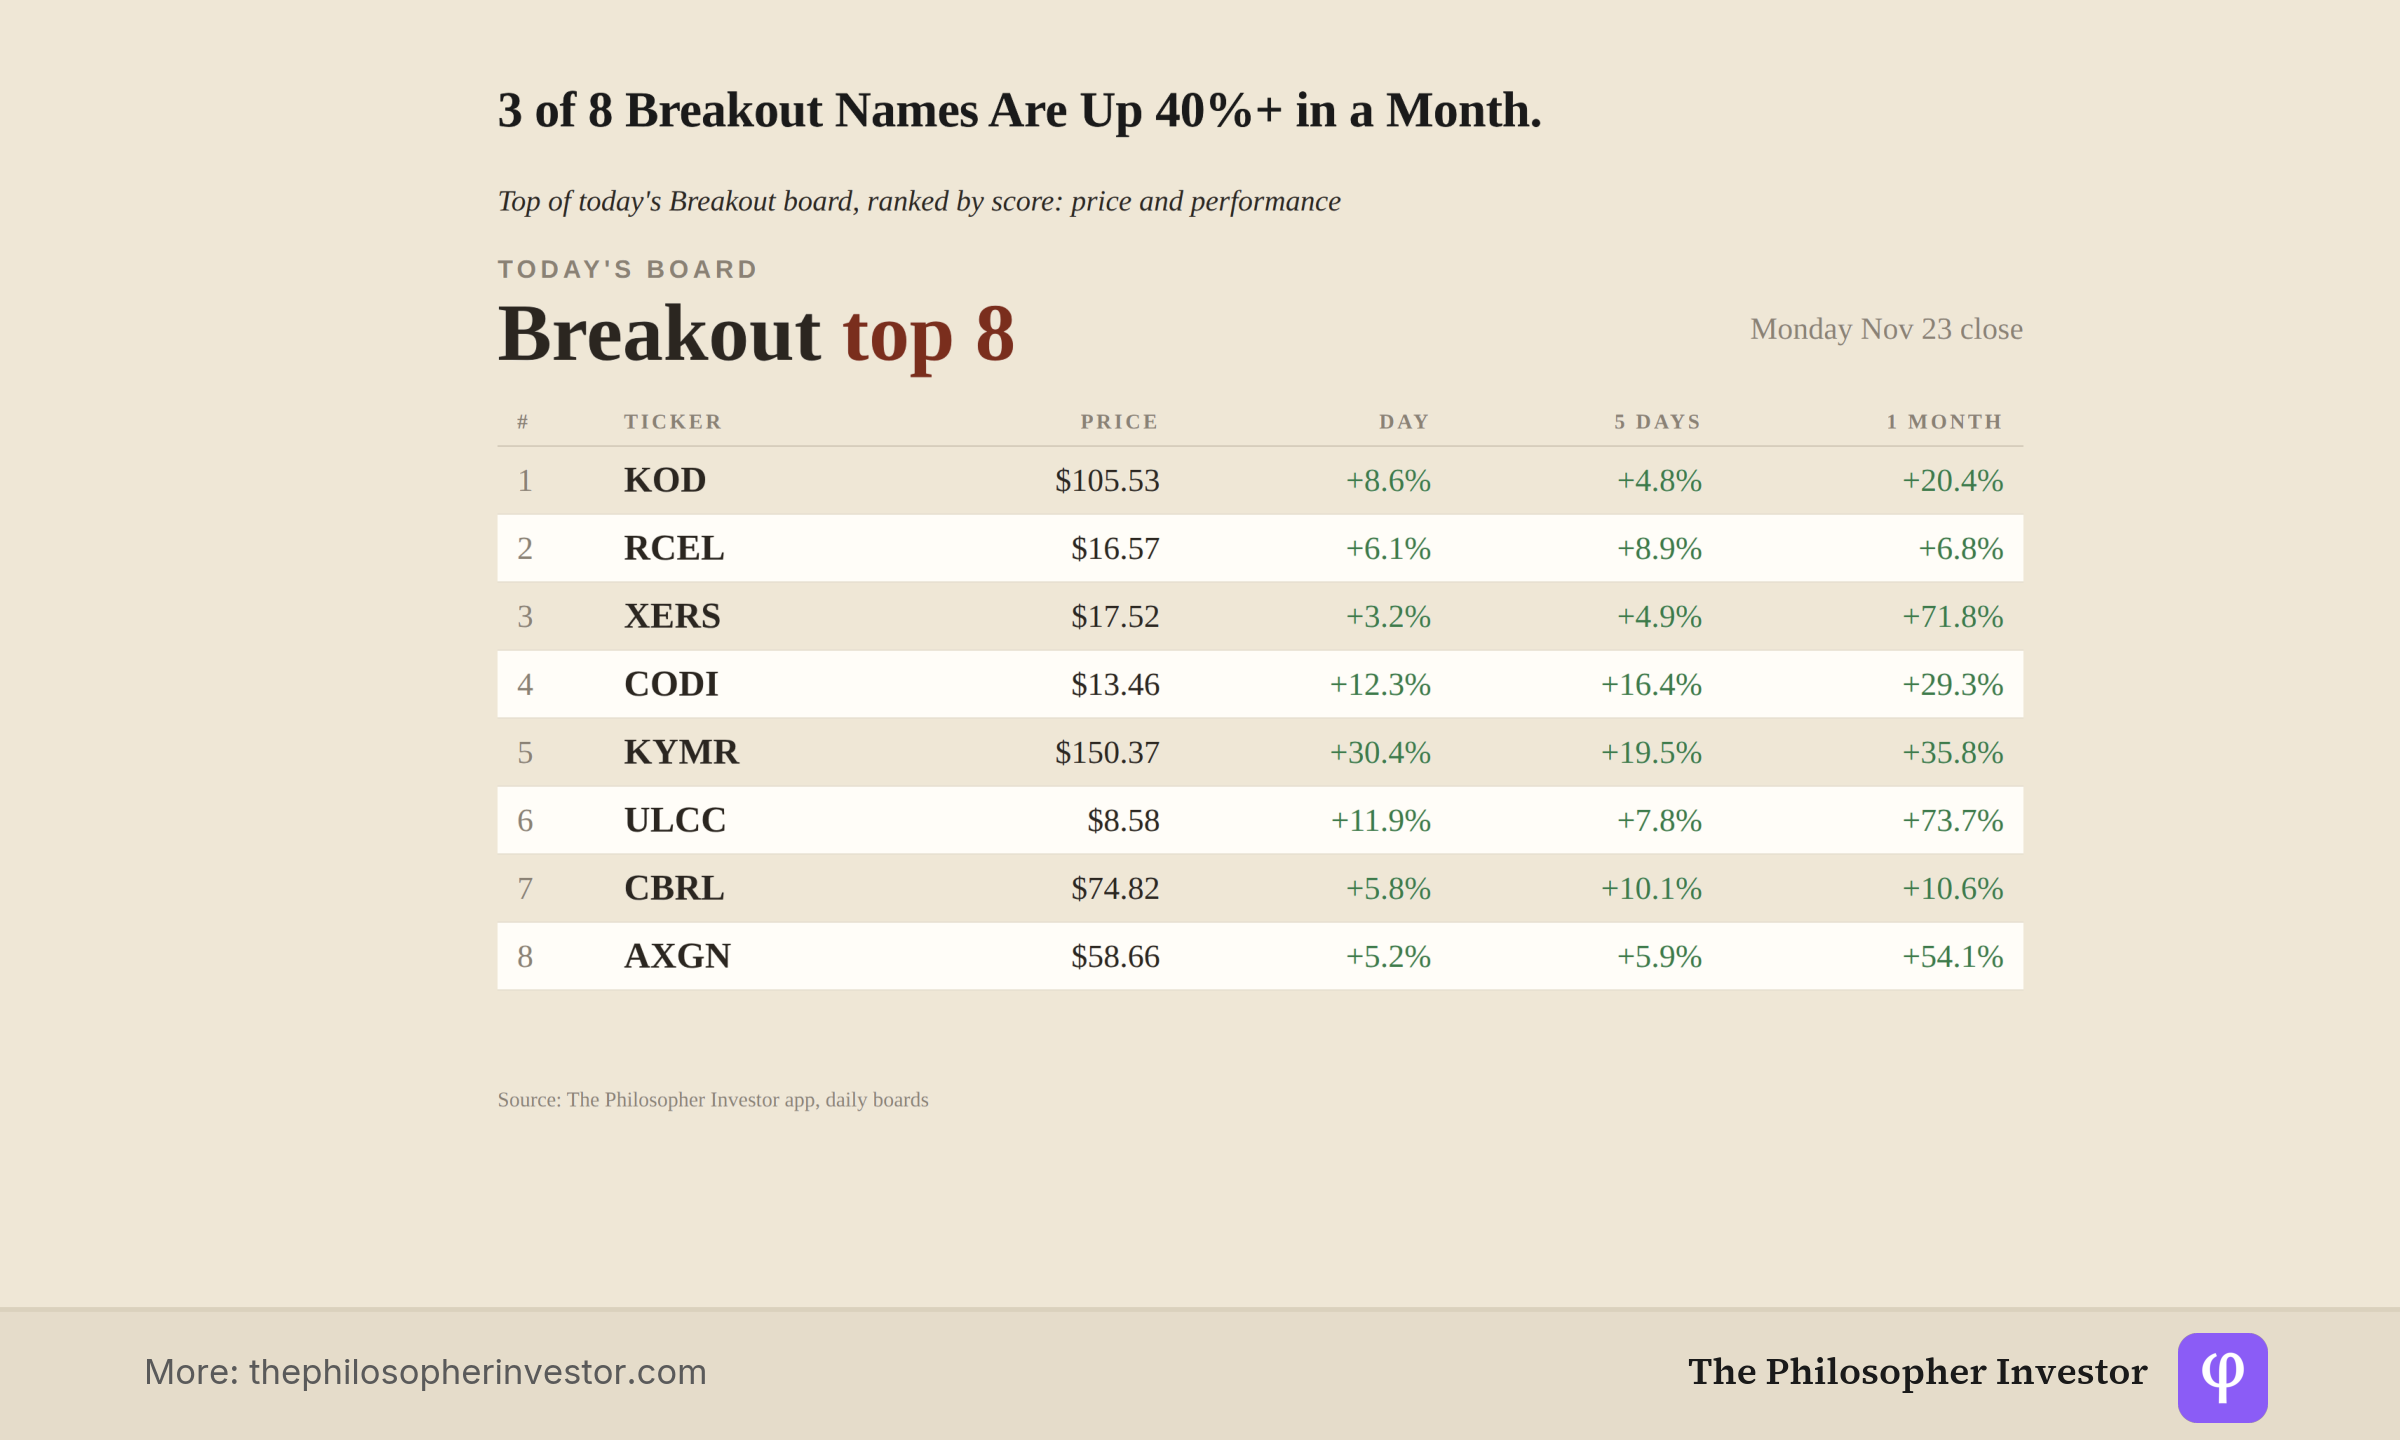 3 of 8 Breakout Names Are Up 40%+ in a Month.
Top of today's Breakout board, ranked by score: price and performance
TODAY'S BOARD
Breakout top 8
Monday Nov 23 close
# TICKER PRICE DAY 5 DAYS 1 MONTH
1 KOD $105.53 +8.6% +4.8% +20.4%
2 RCEL $16.57 +6.1% +8.9% +6.8%
3 XERS $17.52 +3.2% +4.9% +71.8%
4 CODI $13.46 +12.3% +16.4% +29.3%
5 KYMR $150.37 +30.4% +19.5% +35.8%
6 ULCC $8.58 +11.9% +7.8% +73.7%
7 CBRL $74.82 +5.8% +10.1% +10.6%
8 AXGN $58.66 +5.2% +5.9% +54.1%
Source: The Philosopher Investor app, daily boards
More: thephilosopherinvestor.com
The Philosopher Investor φ